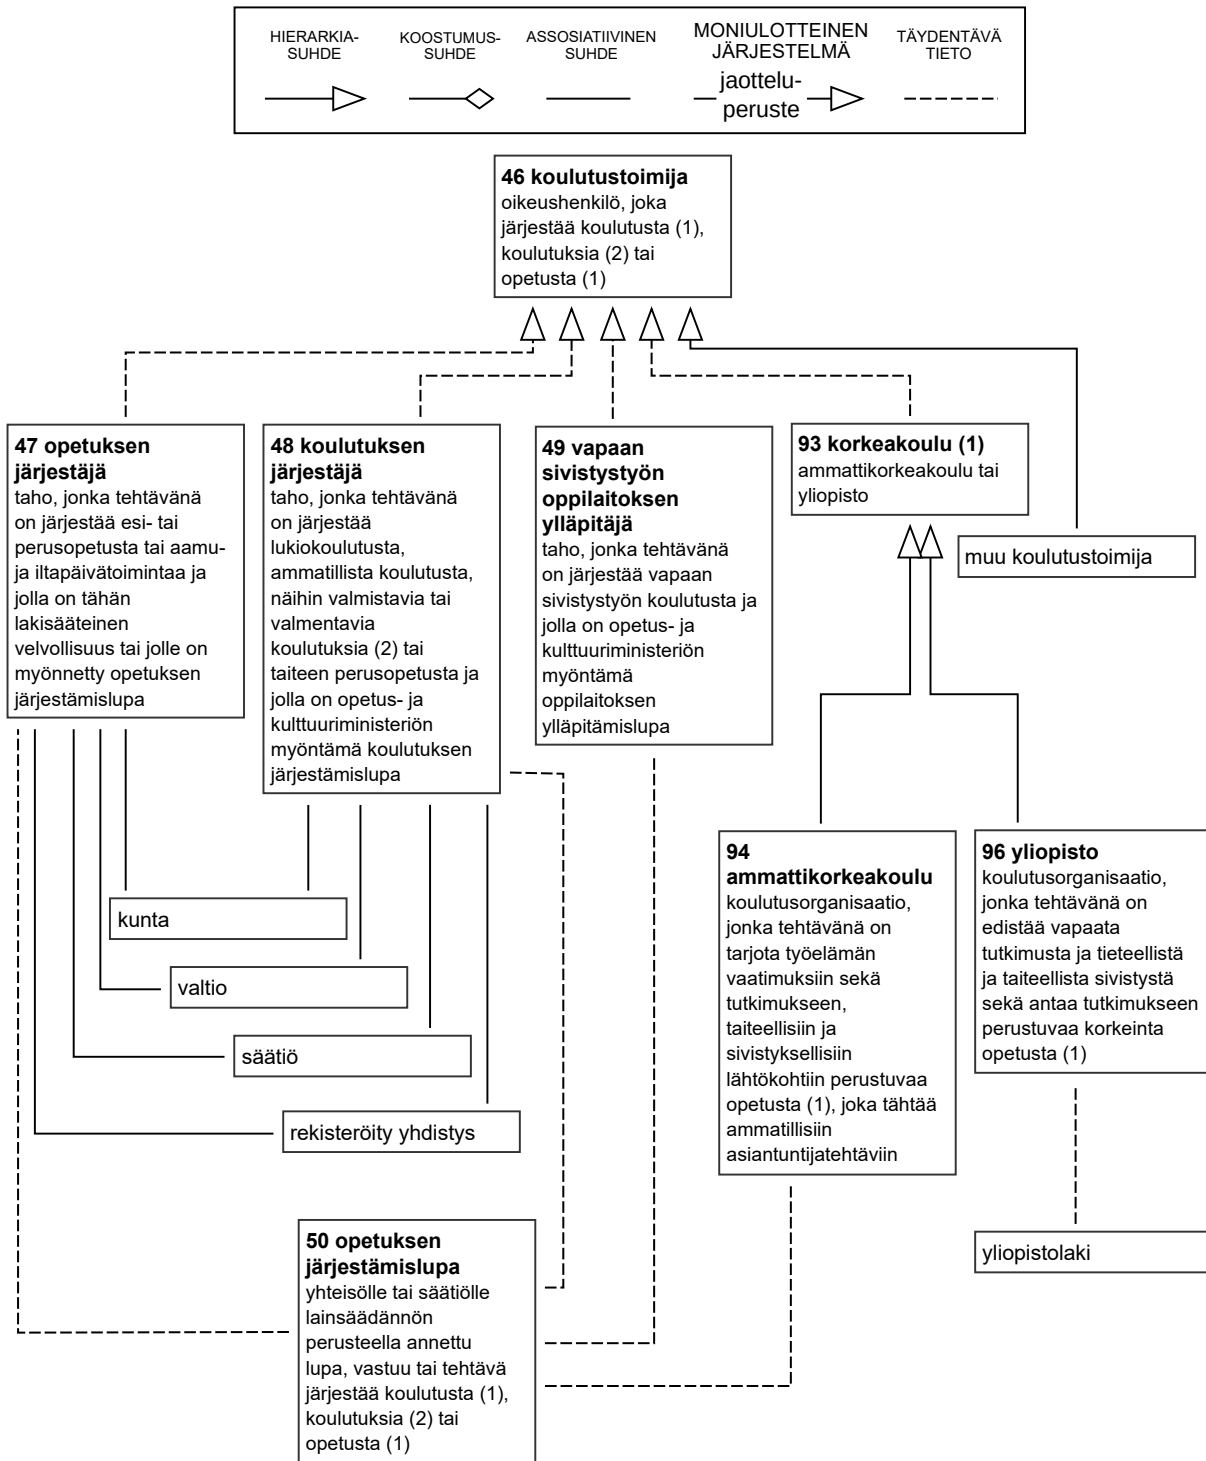 HIERARKIA-
SUHDE
KOOSTUMUS-
SUHDE
ASSOSIATIIVINEN
SUHDE
MONIULOTTEINEN
JÄRJESTELMÄ
jaottelu-
peruste
TÄYDENTÄVÄ
TIETO
46 koulutustoimija
oikeushenkilö, joka
järjestää koulutusta (1),
koulutuksia (2) tai
opetusta (1)
47 opetuksen
järjestäjä
taho, jonka tehtävänä
on järjestää esi- tai
perusopetusta tai aamu-
ja iltapäivätoimintaa ja
jolla on tähän
lakisääteinen
velvollisuus tai jolle on
myönnetty opetuksen
järjestämislupa
48 koulutuksen
järjestäjä
taho, jonka tehtävänä
on järjestää
lukiokoulutusta,
ammatillista koulutusta,
näihin valmistavia tai
valmentavia
koulutuksia (2) tai
taiteen perusopetusta ja
jolla on opetus- ja
kulttuuriministeriön
myöntämä koulutuksen
järjestämislupa
49 vapaan
sivistystyön
oppilaitoksen
ylläpitäjä
taho, jonka tehtävänä
on järjestää vapaan
sivistystyön koulutusta ja
jolla on opetus- ja
kulttuuriministeriön
myöntämä
oppilaitoksen
ylläpitämislupa
93 korkeakoulu (1)
ammattikorkeakoulu tai
yliopisto
muu koulutustoimija
94
ammattikorkeakoulu
koulutusorganisaatio,
jonka tehtävänä on
tarjota työelämän
vaatimuksiin sekä
tutkimukseen,
taiteellisiin ja
sivistyksellisiin
lähtökohtiin perustuvaa
opetusta (1), joka tähtää
ammatillisiin
asiantuntijatehtäviin
96 yliopisto
koulutusorganisaatio,
jonka tehtävänä on
edistää vapaata
tutkimusta ja tieteellistä
ja taiteellista sivistystä
sekä antaa tutkimukseen
perustuvaa korkeinta
opetusta (1)
kunta
valtio
säätiö
rekisteröity yhdistys
50 opetuksen
järjestämislupa
yhteisölle tai säätiölle
lainsäädännön
perusteella annettu
lupa, vastuu tai tehtävä
järjestää koulutusta (1),
koulutuksia (2) tai
opetusta (1)
yliopistolaki